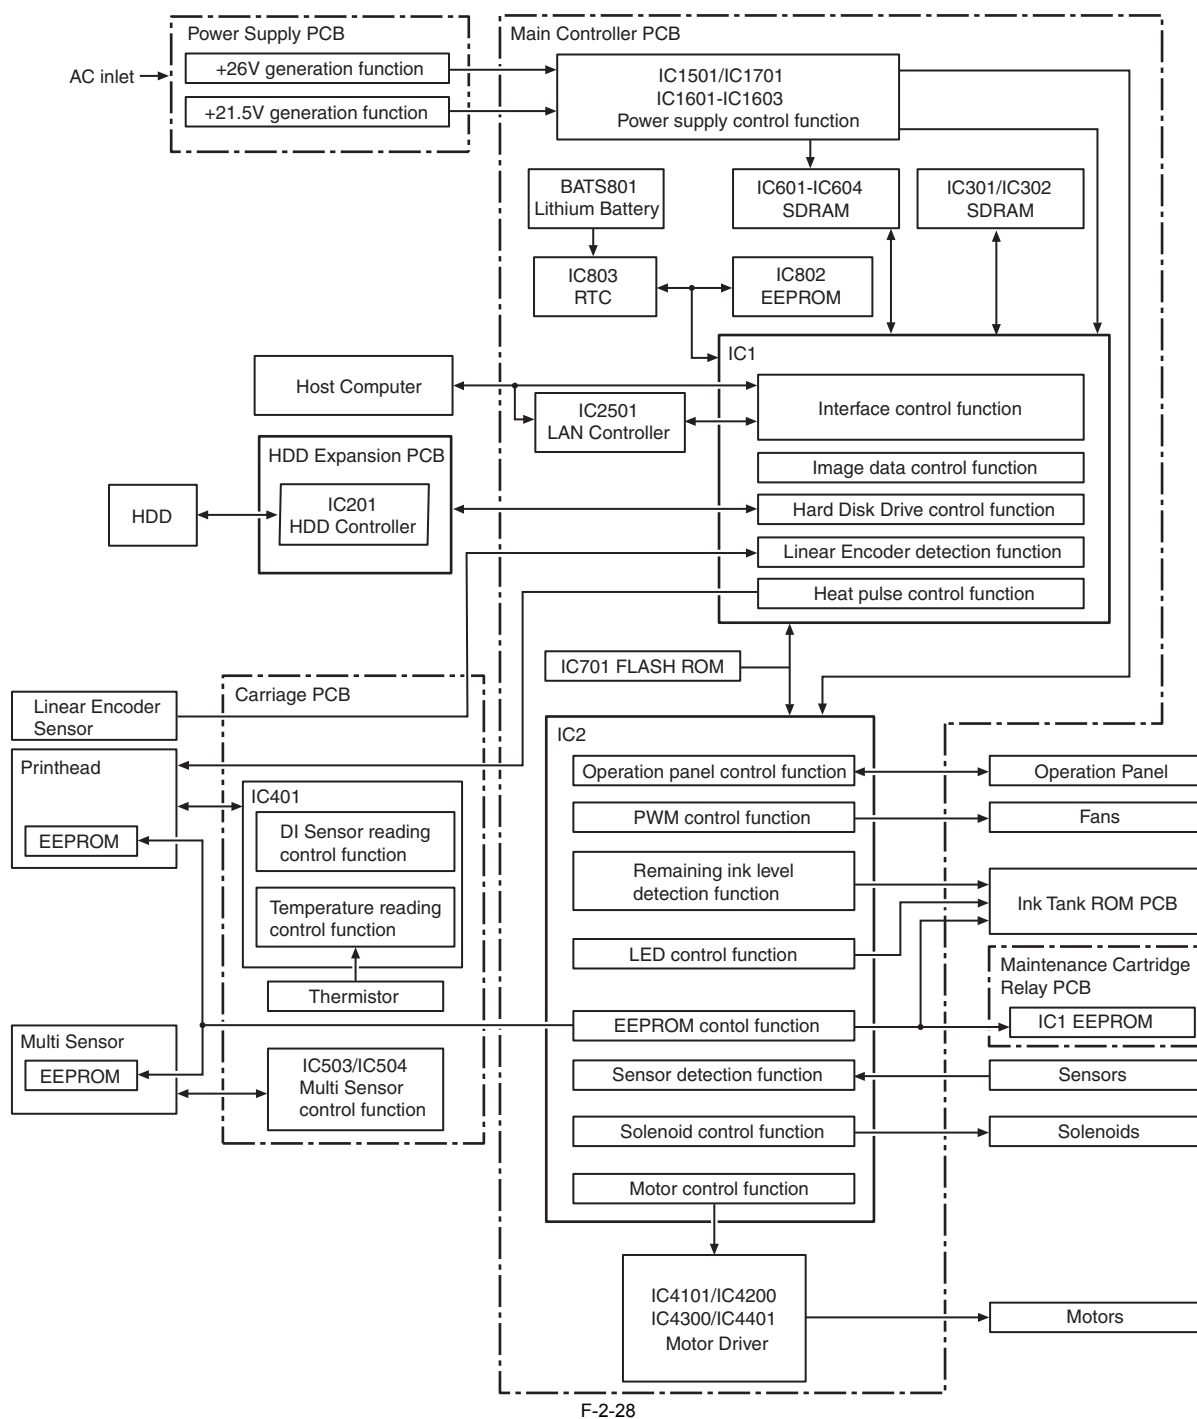 Power Supply PCB
+26V generation function
AC inlet
+21.5V generation function
Main Controller PCB
IC1501/IC1701
IC1601-IC1603
Power supply control function
BATS801
Lithium Battery
IC601-IC604
SDRAM
IC301/IC302
SDRAM
IC803
RTC
IC802
EEPROM
IC1
Host Computer
Interface control function
IC2501
LAN Controller
HDD Expansion PCB
IC201
HDD Controller
HDD
Image data control function
Hard Disk Drive control function
Linear Encoder detection function
Heat pulse control function
IC701 FLASH ROM
Linear Encoder
Sensor
Carriage PCB
Printhead
EEPROM
IC401
DI Sensor reading
control function
Temperature reading
control function
Thermistor
Multi Sensor
EEPROM
IC503/IC504
Multi Sensor
control function
IC2
Operation panel control function
PWM control function
Remaining ink level
detection function
LED control function
EEPROM contol function
Sensor detection function
Solenoid control function
Motor control function
Operation Panel
Fans
Ink Tank ROM PCB
Maintenance Cartridge
Relay PCB
IC1 EEPROM
Sensors
Solenoids
IC4101/IC4200
IC4300/IC4401
Motor Driver
Motors
F-2-28